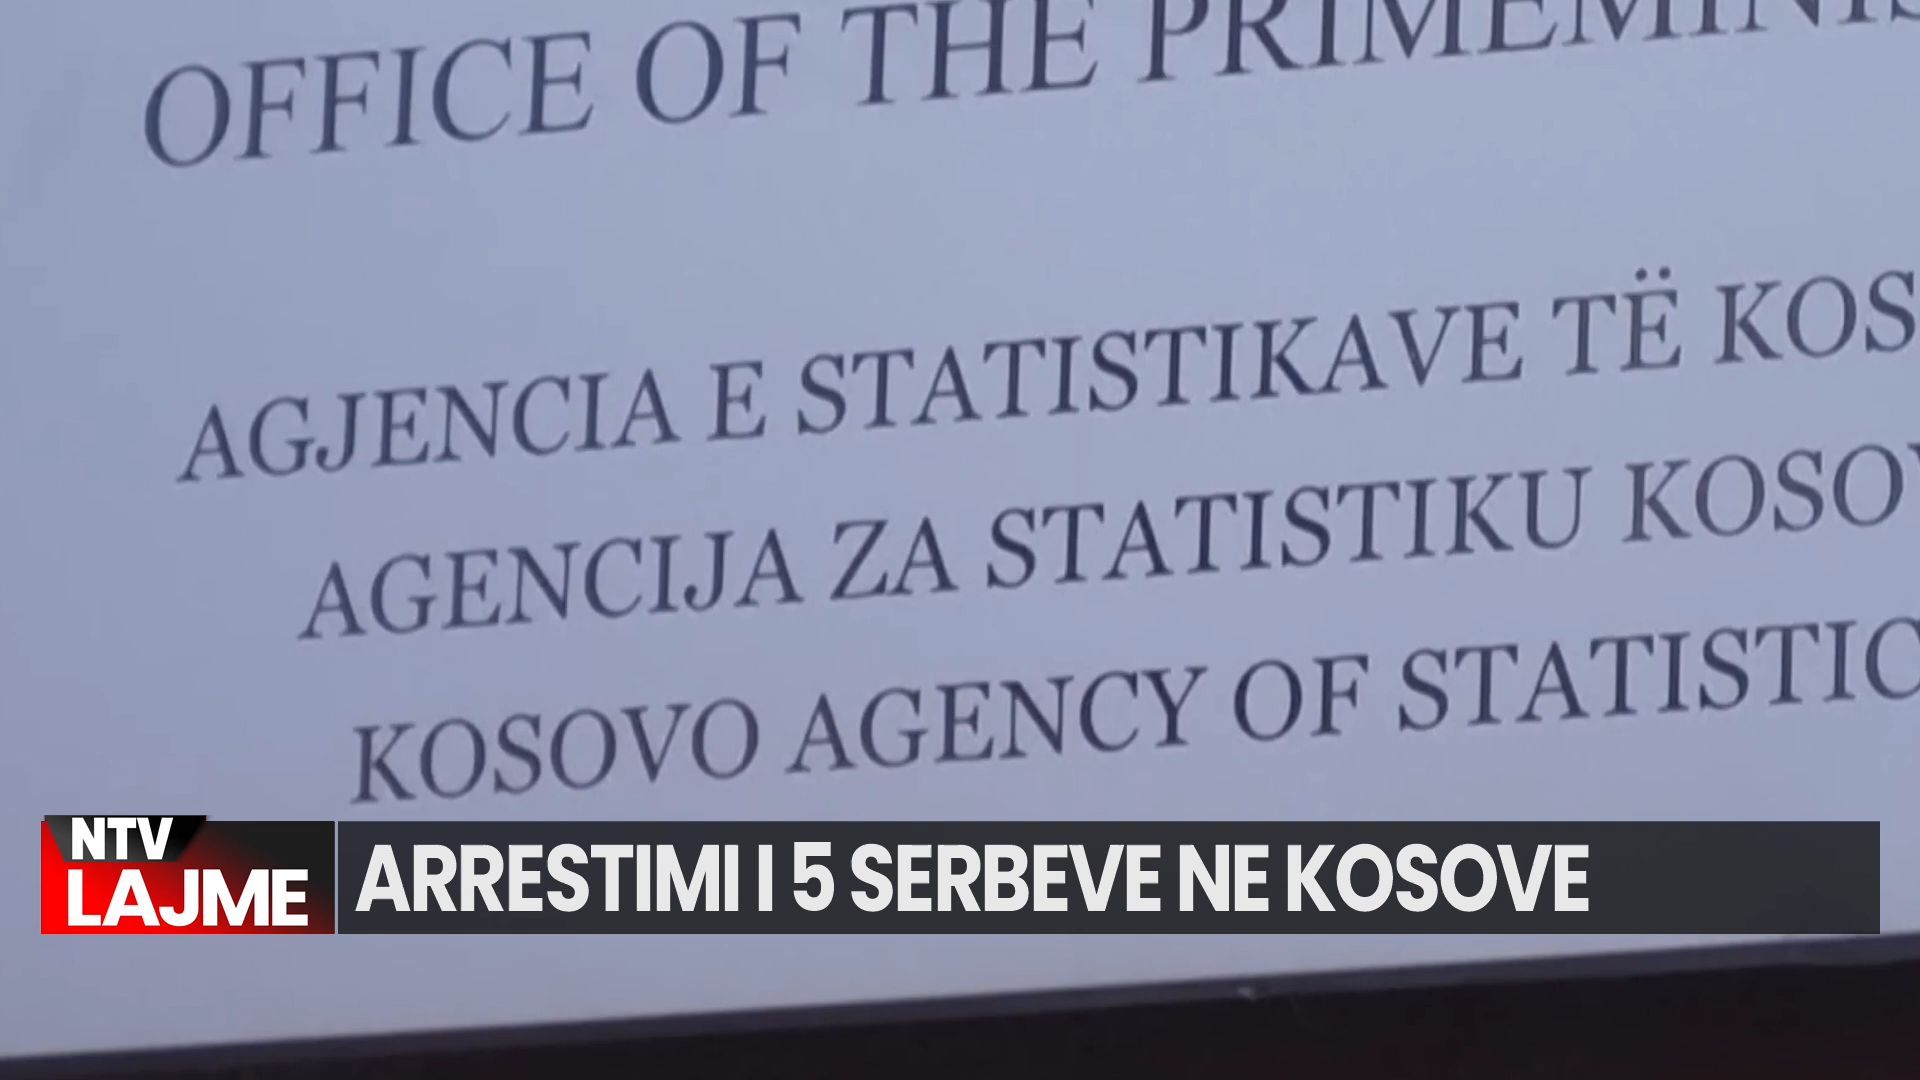 OFFICE OF THE PRIMEMINIS
AGJENCIA E STATISTIKAVE TË KOS
AGENCIJA ZA STATISTIKU KOSOV
KOSOVO AGENCY OF STATISTIC
NTV
LAJME
ARRESTIMI I 5 SERBEVE NE KOSOVE